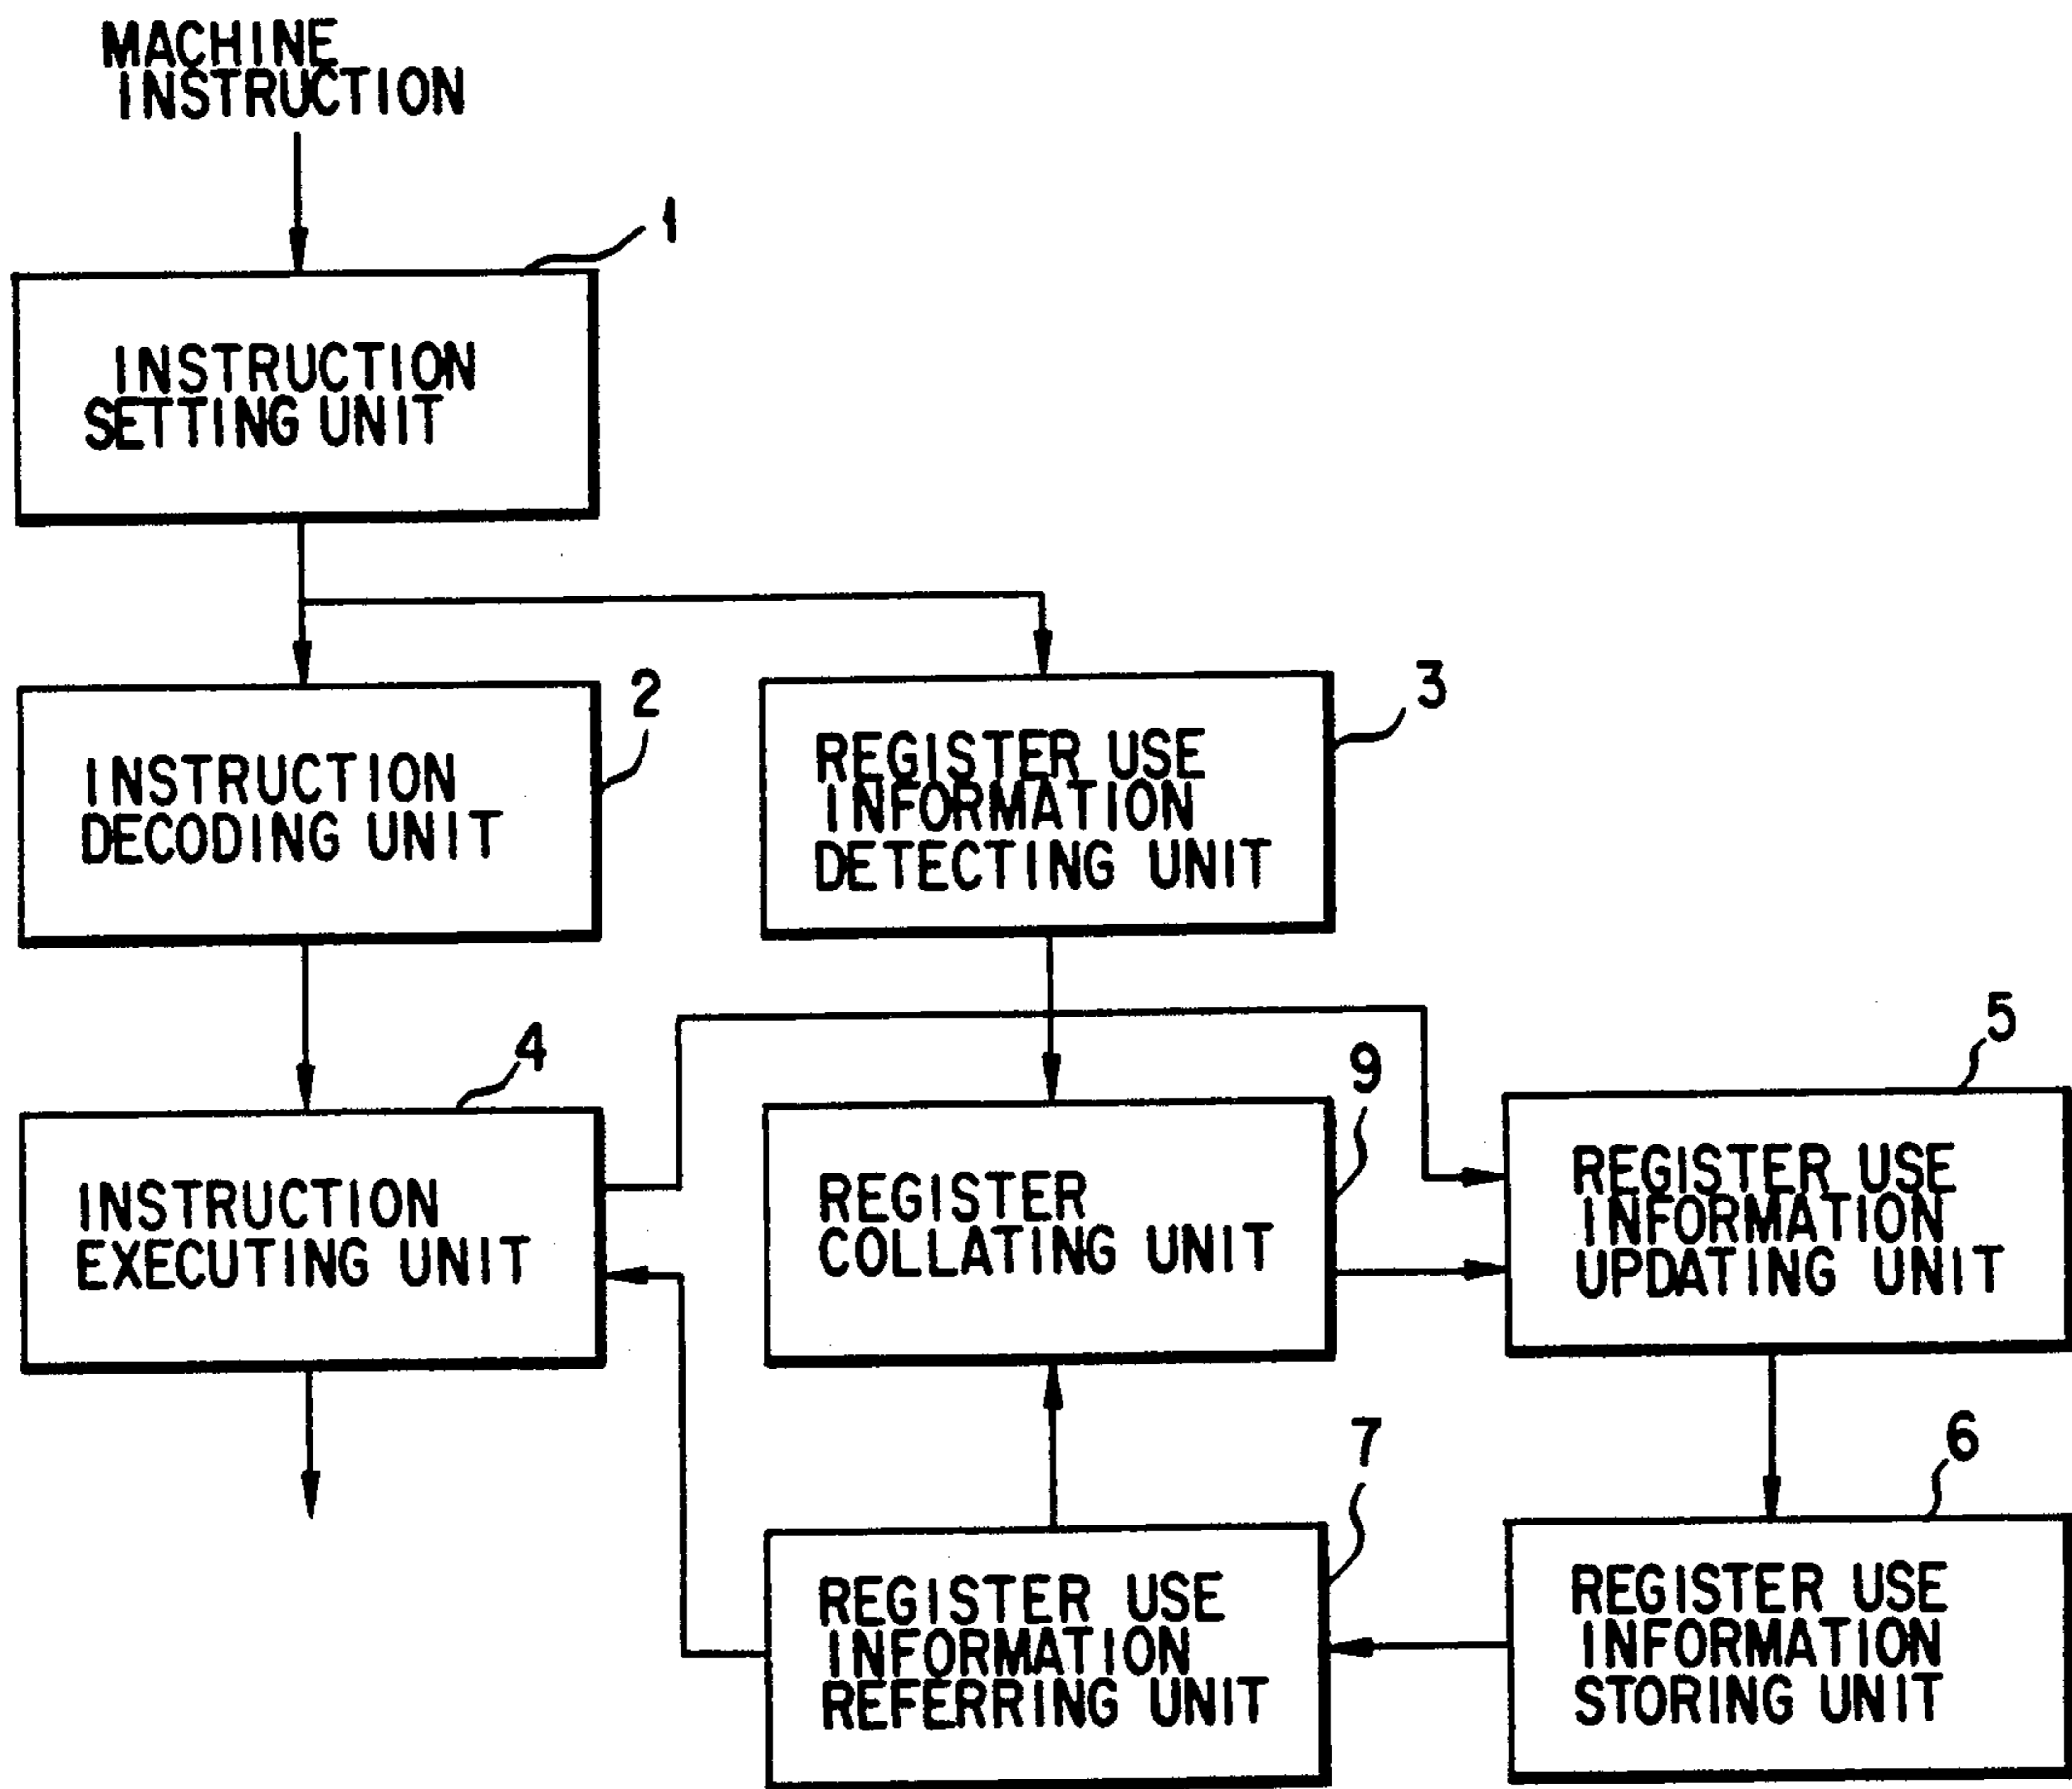 MACHINE
INSTRUCTION
1
INSTRUCTION
SETTING UNIT
2
INSTRUCTION
DECODING UNIT
3
REGISTER USE
INFORMATION
DETECTING UNIT
4
INSTRUCTION
EXECUTING UNIT
9
REGISTER
COLLATING UNIT
5
REGISTER USE
INFORMATION
UPDATING UNIT
7
REGISTER USE
INFORMATION
REFERRING UNIT
6
REGISTER USE
INFORMATION
STORING UNIT